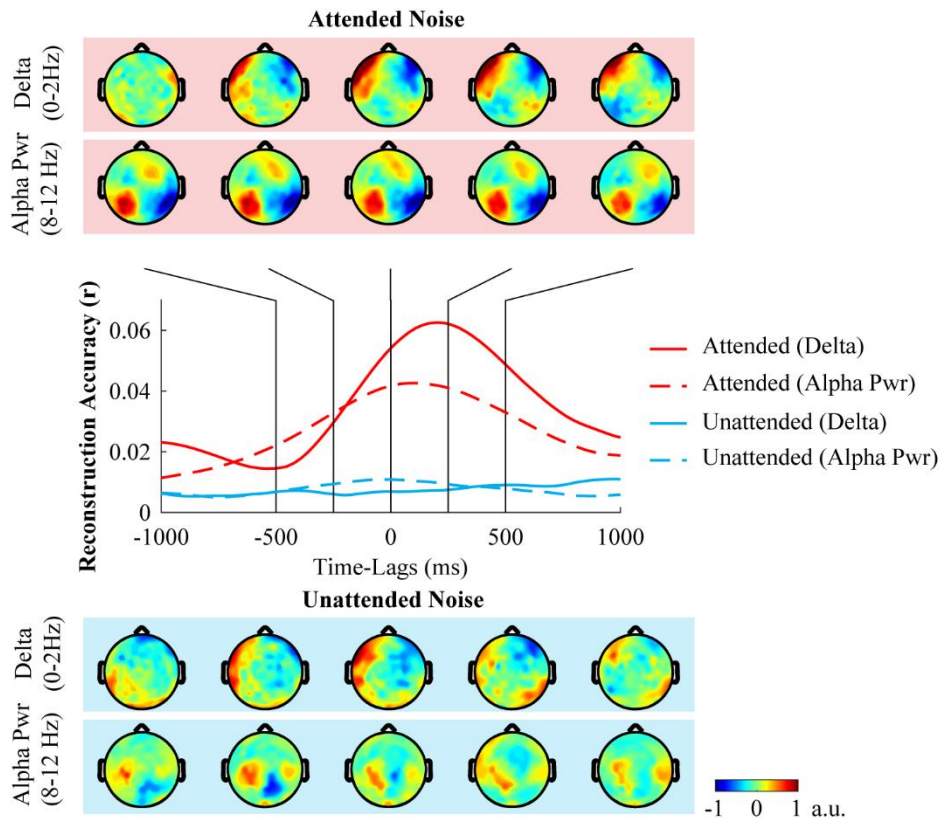 Attended Noise
Delta
(0-2Hz)
Alpha Pwr
(8-12 Hz)
Reconstruction Accuracy (r)
0.06
0.04
0.02
0
-1000
-500
0
500
1000
Time-Lags (ms)
Attended (Delta)
Attended (Alpha Pwr)
Unattended (Delta)
Unattended (Alpha Pwr)
Unattended Noise
Delta
(0-2Hz)
Alpha Pwr
(8-12 Hz)
-1 0 1 a.u.